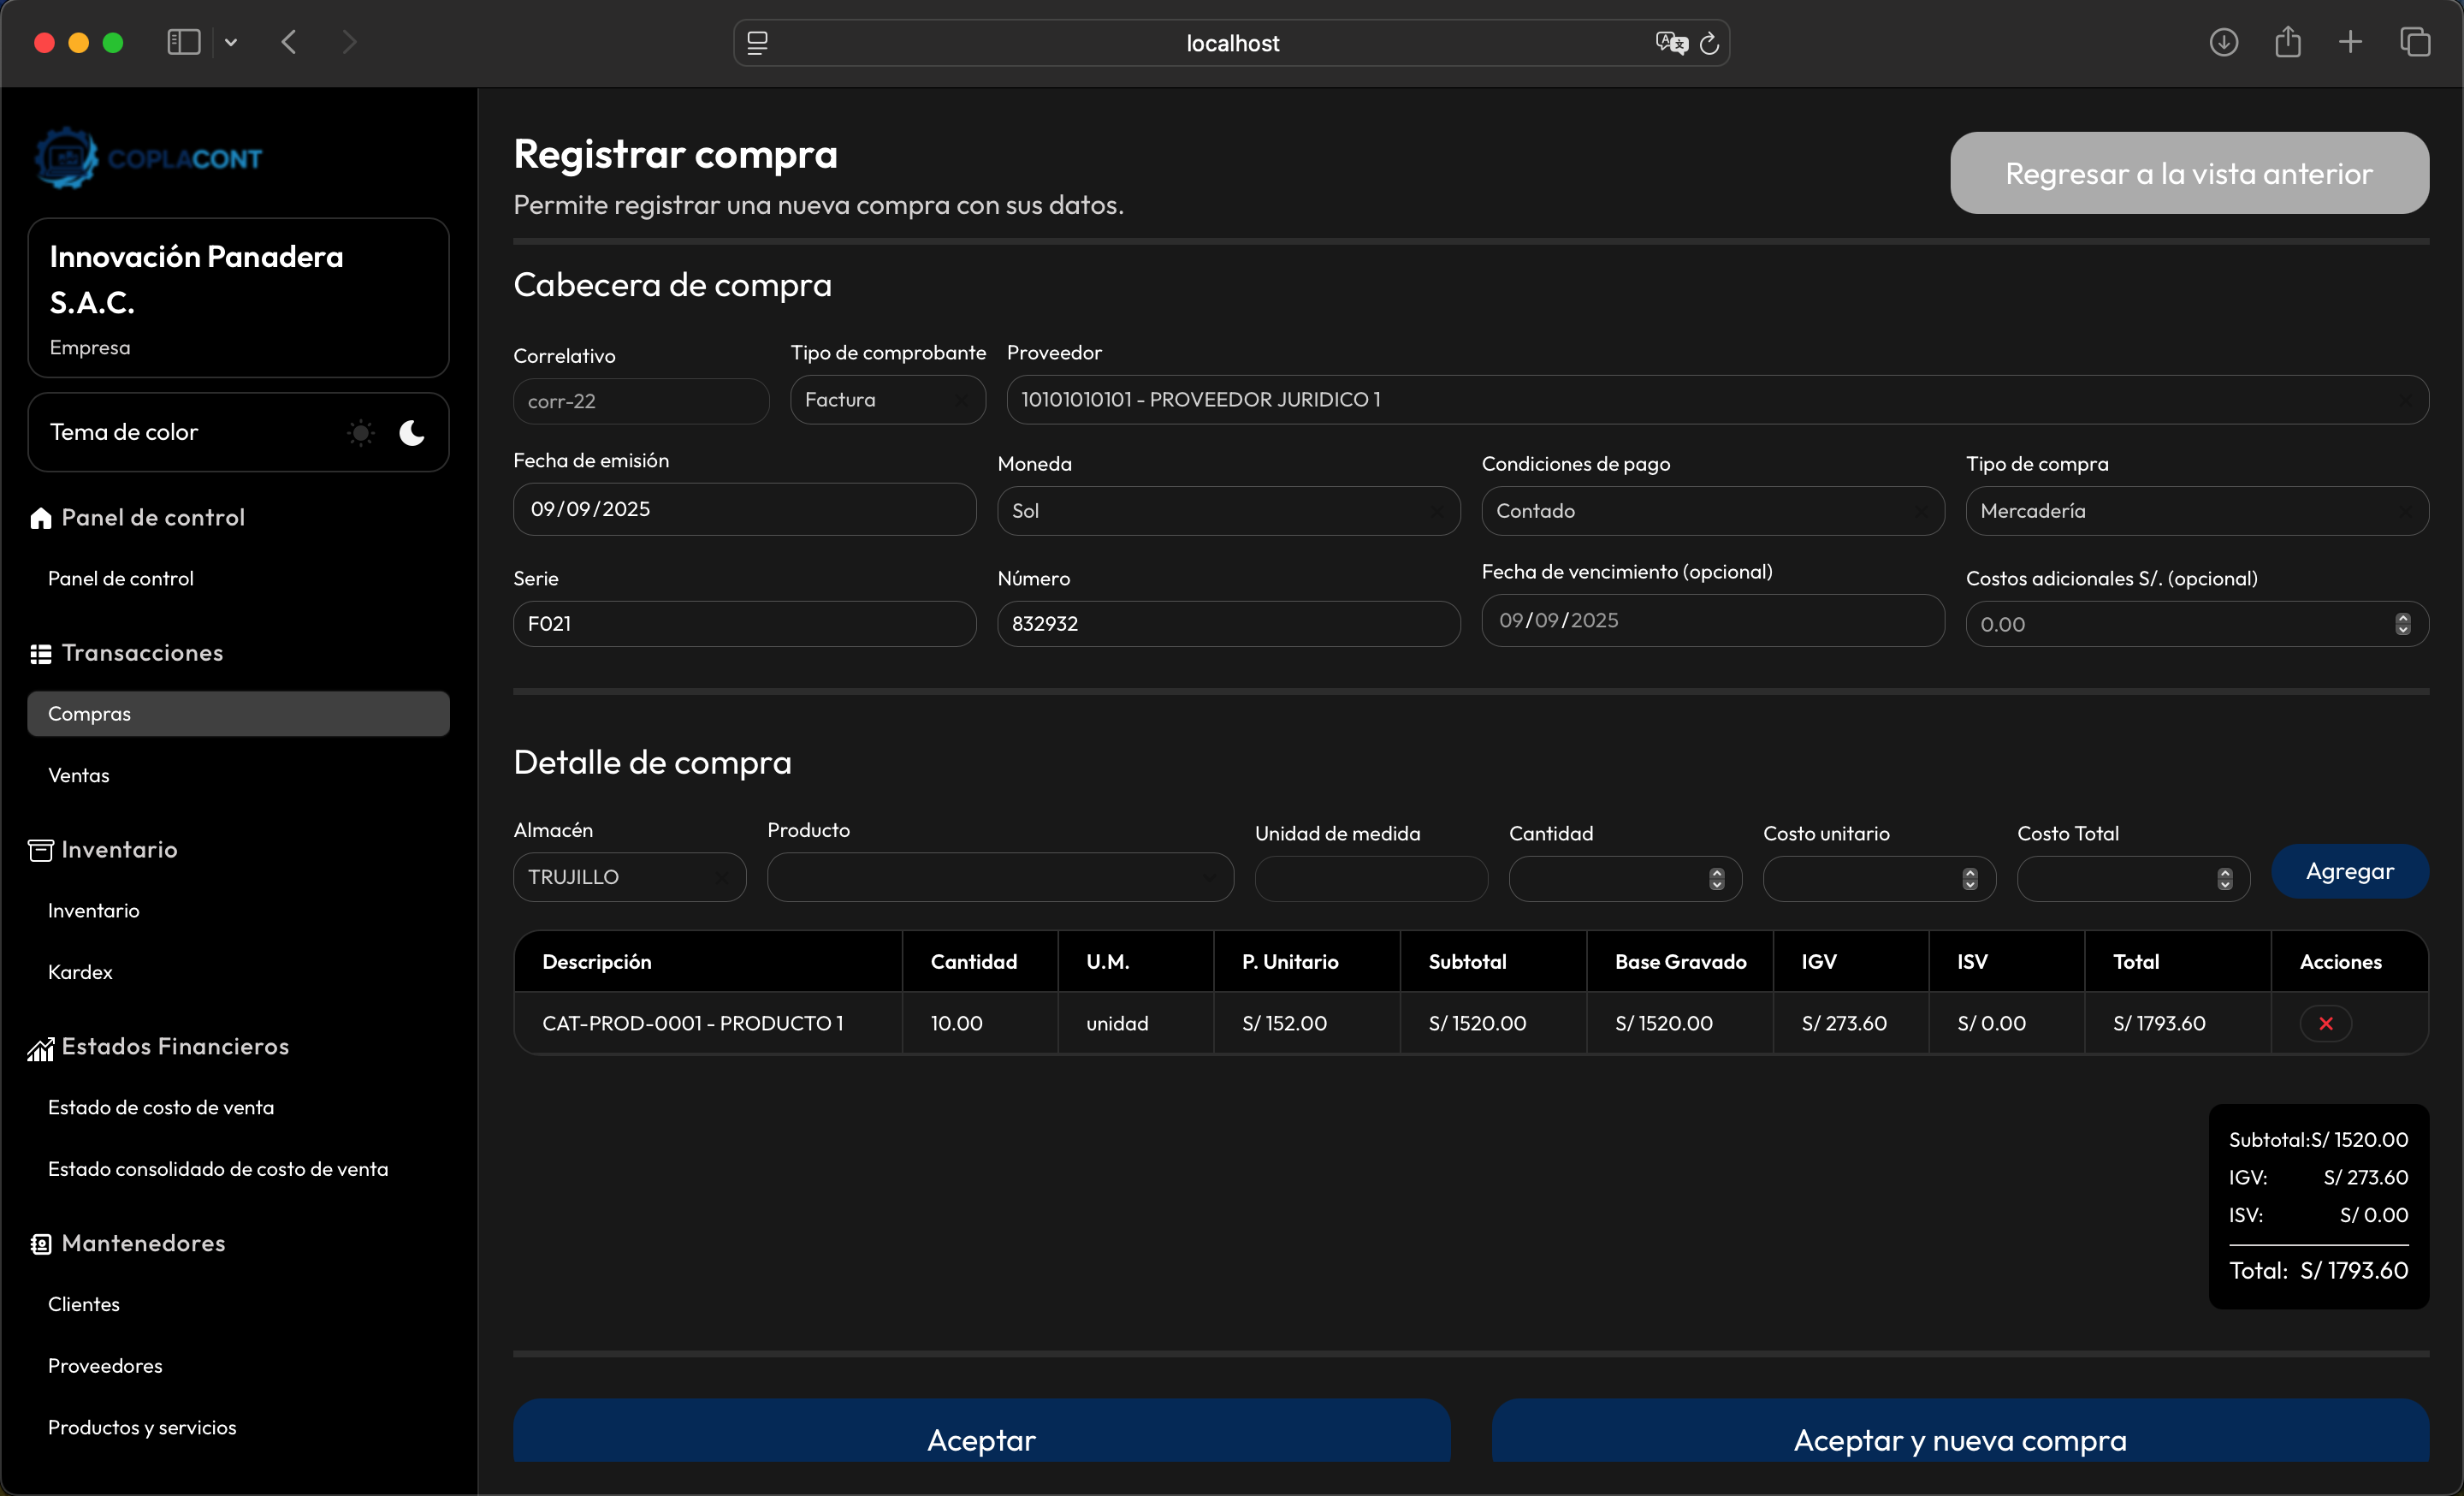 localhost
COPLACONT
Innovación Panadera
S.A.C.
Empresa
Tema de color
Panel de control
Panel de control
Transacciones
Compras
Ventas
Inventario
Inventario
Kardex
Estados Financieros
Estado de costo de venta
Estado consolidado de costo de venta
Mantenedores
Clientes
Proveedores
Productos y servicios
Registrar compra
Permite registrar una nueva compra con sus datos.
Regresar a la vista anterior
Cabecera de compra
Correlativo Tipo de comprobante Proveedor
corr-22 Factura 10101010101 - PROVEEDOR JURIDICO 1
Fecha de emisión Moneda Condiciones de pago Tipo de compra
09/09/2025 Sol Contado Mercadería
Serie Número Fecha de vencimiento (opcional) Costos adicionales S/. (opcional)
F021 832932 09/09/2025 0.00
Detalle de compra
Almacén Producto Unidad de medida Cantidad Costo unitario Costo Total
TRUJILLO Agregar
Descripción Cantidad U.M. P. Unitario Subtotal Base Gravado IGV ISV Total Acciones
CAT-PROD-0001 - PRODUCTO 1 10.00 unidad S/ 152.00 S/ 1520.00 S/ 1520.00 S/ 273.60 S/ 0.00 S/ 1793.60
Subtotal:S/ 1520.00
IGV: S/ 273.60
ISV: S/ 0.00
Total: S/ 1793.60
Aceptar Aceptar y nueva compra